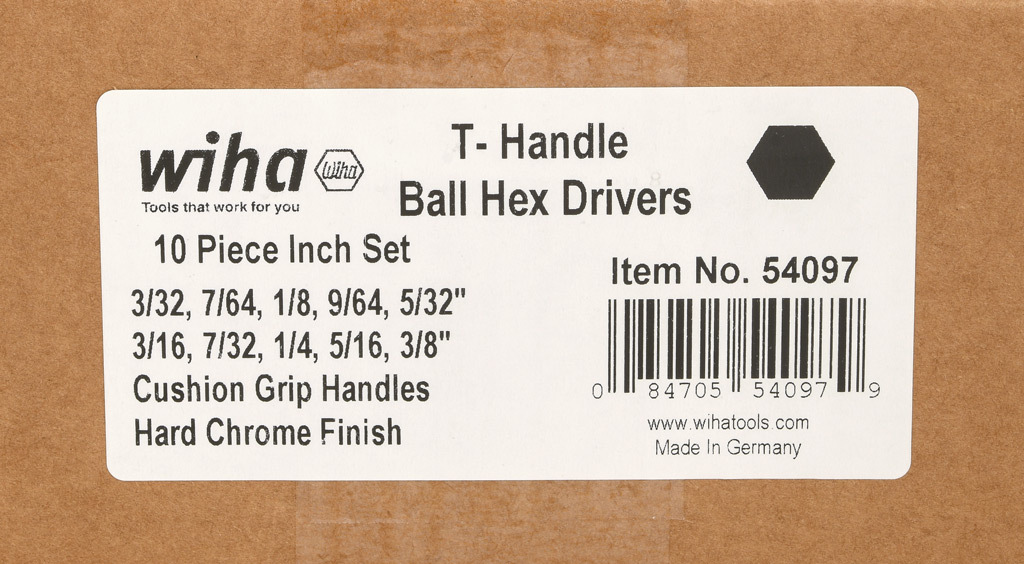 wiha wiha
Tools that work for you
T- Handle
Ball Hex Drivers
10 Piece Inch Set
3/32, 7/64, 1/8, 9/64, 5/32"
3/16, 7/32, 1/4, 5/16, 3/8"
Cushion Grip Handles
Hard Chrome Finish
Item No. 54097
0 84705 54097 9
www.wihatools.com
Made In Germany